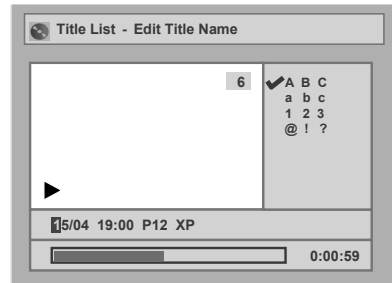 Title List - Edit Title Name
6
A B C
a b c
1 2 3
@ ! ?
15/04 19:00 P12 XP
0:00:59